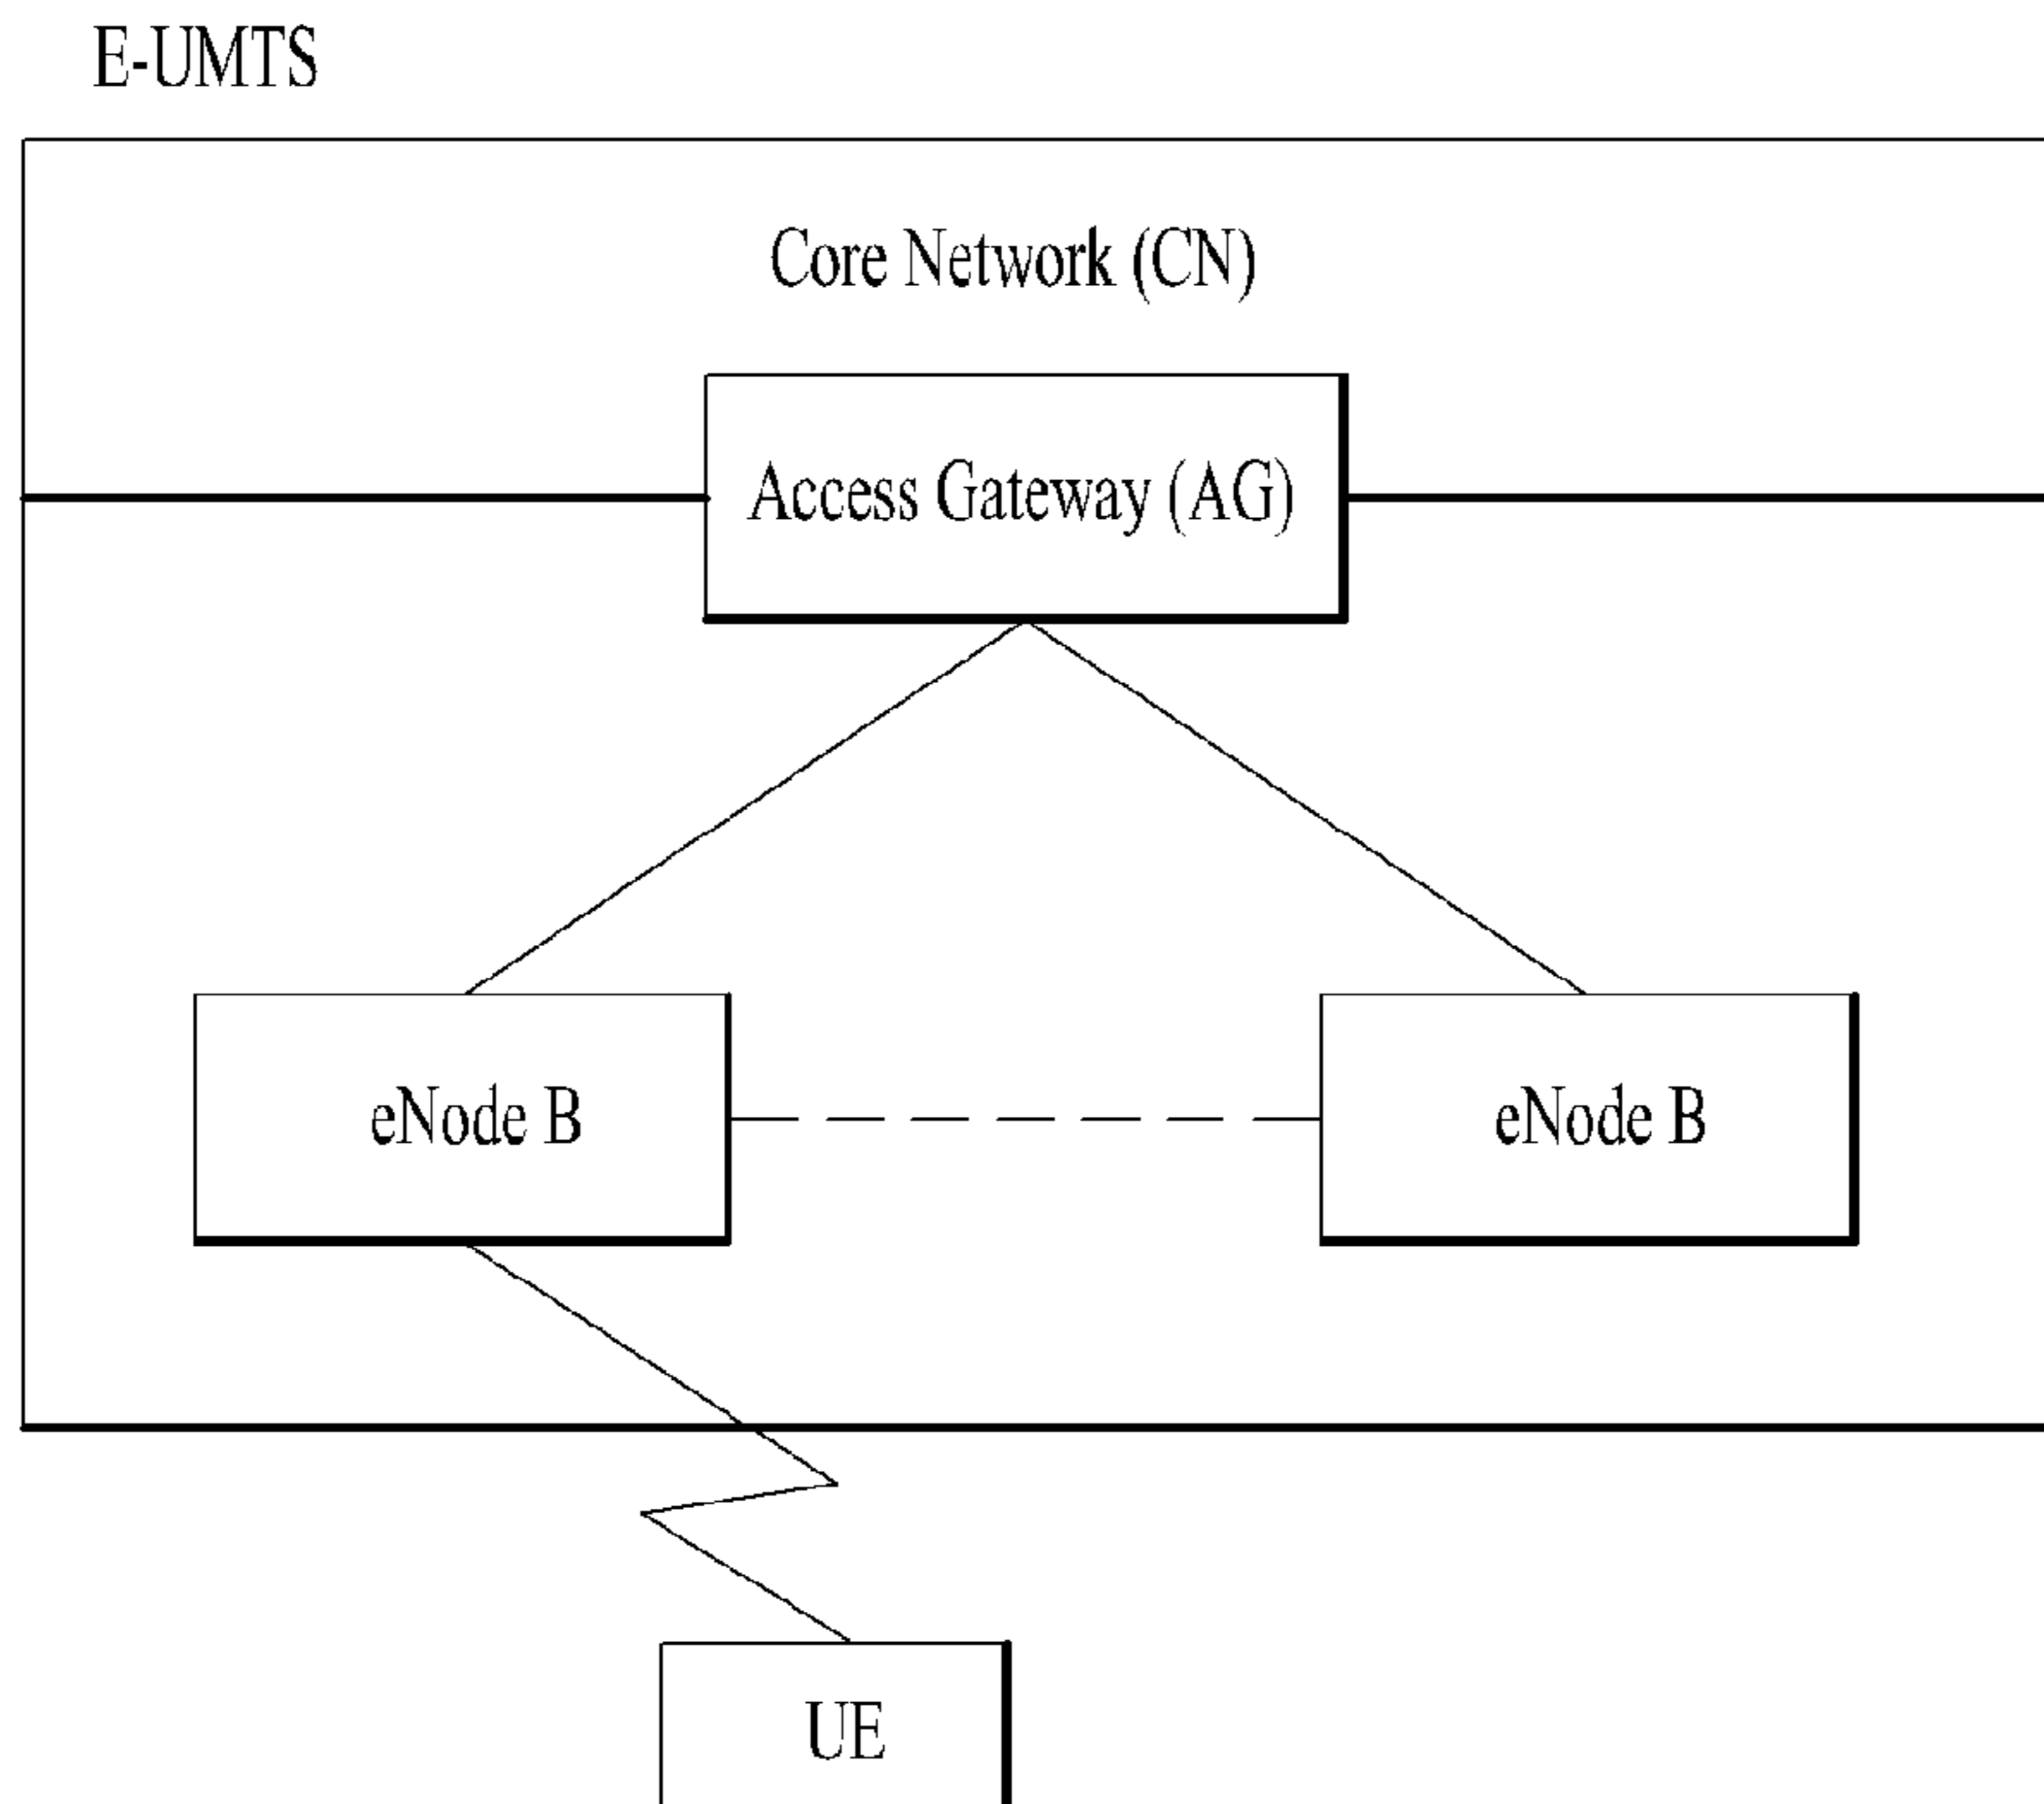 E-UMTS
Core Network (CN)
Access Gateway (AG)
eNode B
eNode B
UE